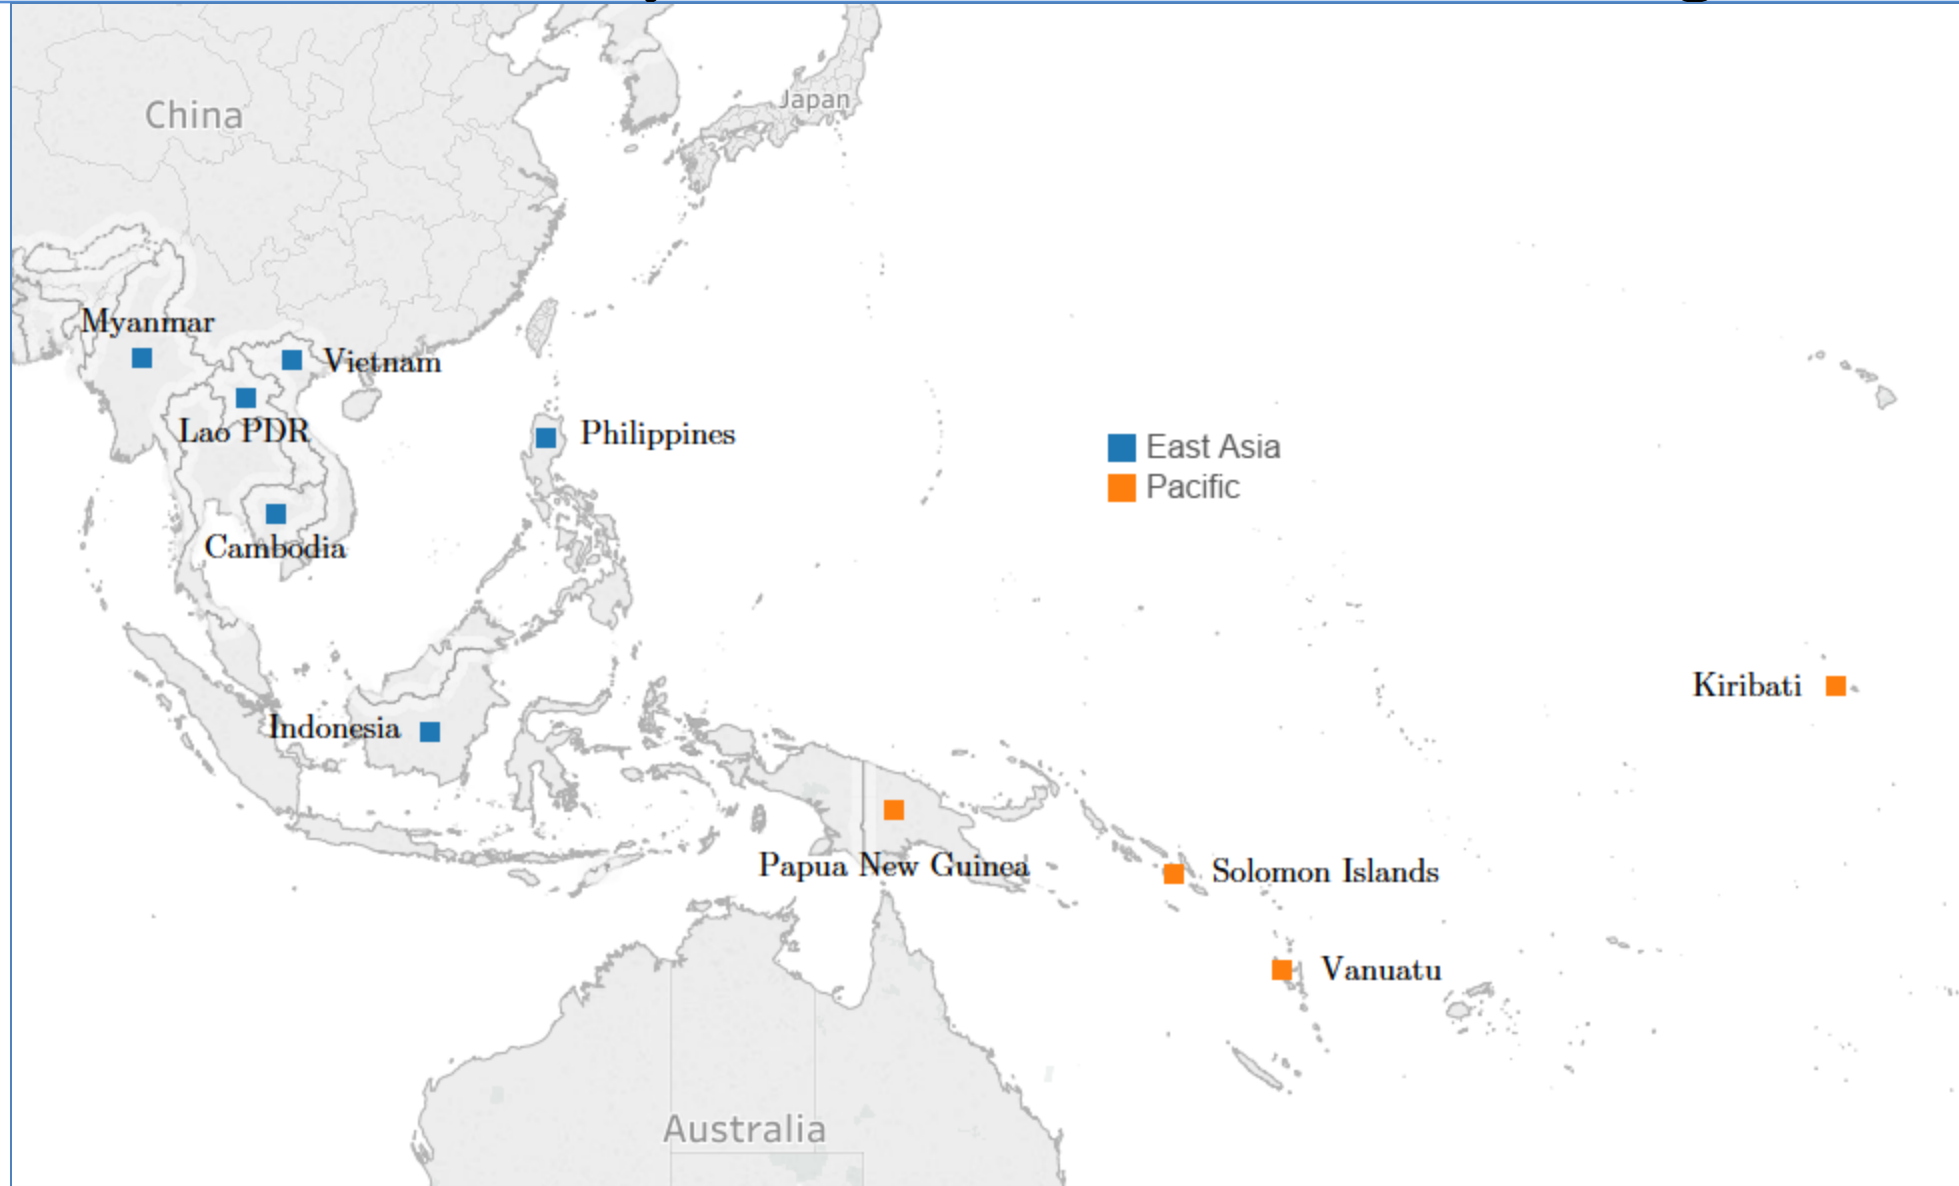 China
Japan
Myanmar
Vietnam
Lao PDR
Philippines
East Asia
Pacific
Cambodia
Kiribati
Indonesia
Papua New Guinea
Solomon Islands
Vanuatu
Australia